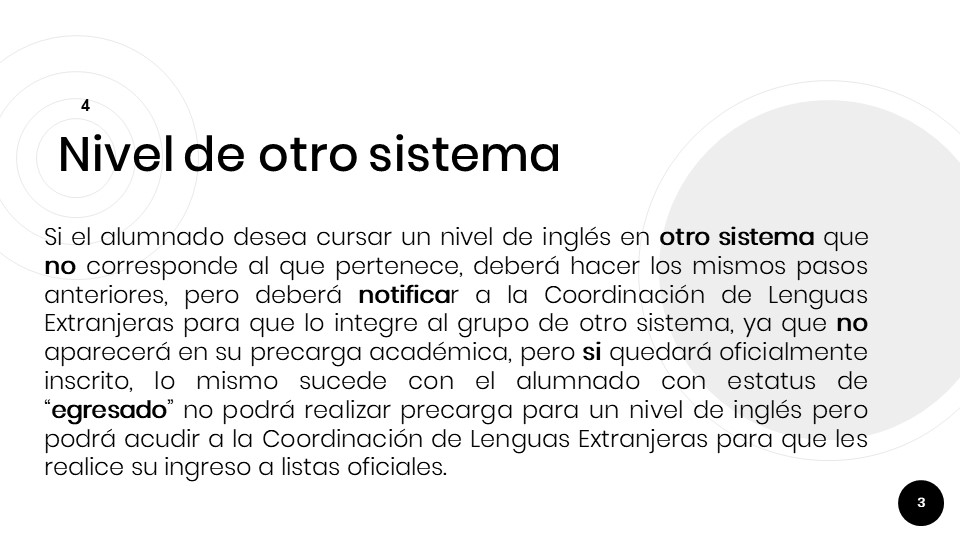 4
Nivel de otro sistema
Si el alumnado desea cursar un nivel de inglés en otro sistema que
no corresponde al que pertenece, deberá hacer los mismos pasos
anteriores, pero deberá notificar a la Coordinación de Lenguas
Extranjeras para que lo integre al grupo de otro sistema, ya que no
aparecerá en su precarga académica, pero si quedará oficialmente
inscrito, lo mismo sucede con el alumnado con estatus de
“egresado” no podrá realizar precarga para un nivel de inglés pero
podrá acudir a la Coordinación de Lenguas Extranjeras para que les
realice su ingreso a listas oficiales.
3